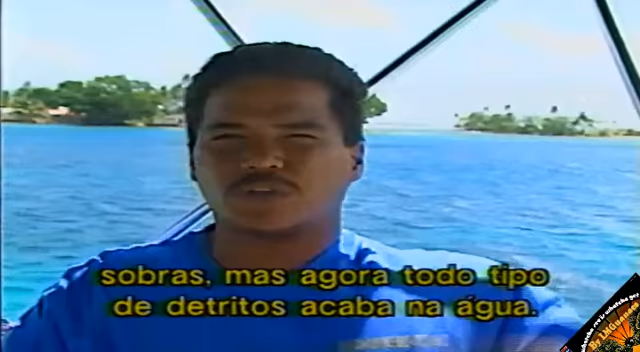 sobras, mas agora todo tipo
de detritos acaba na água.